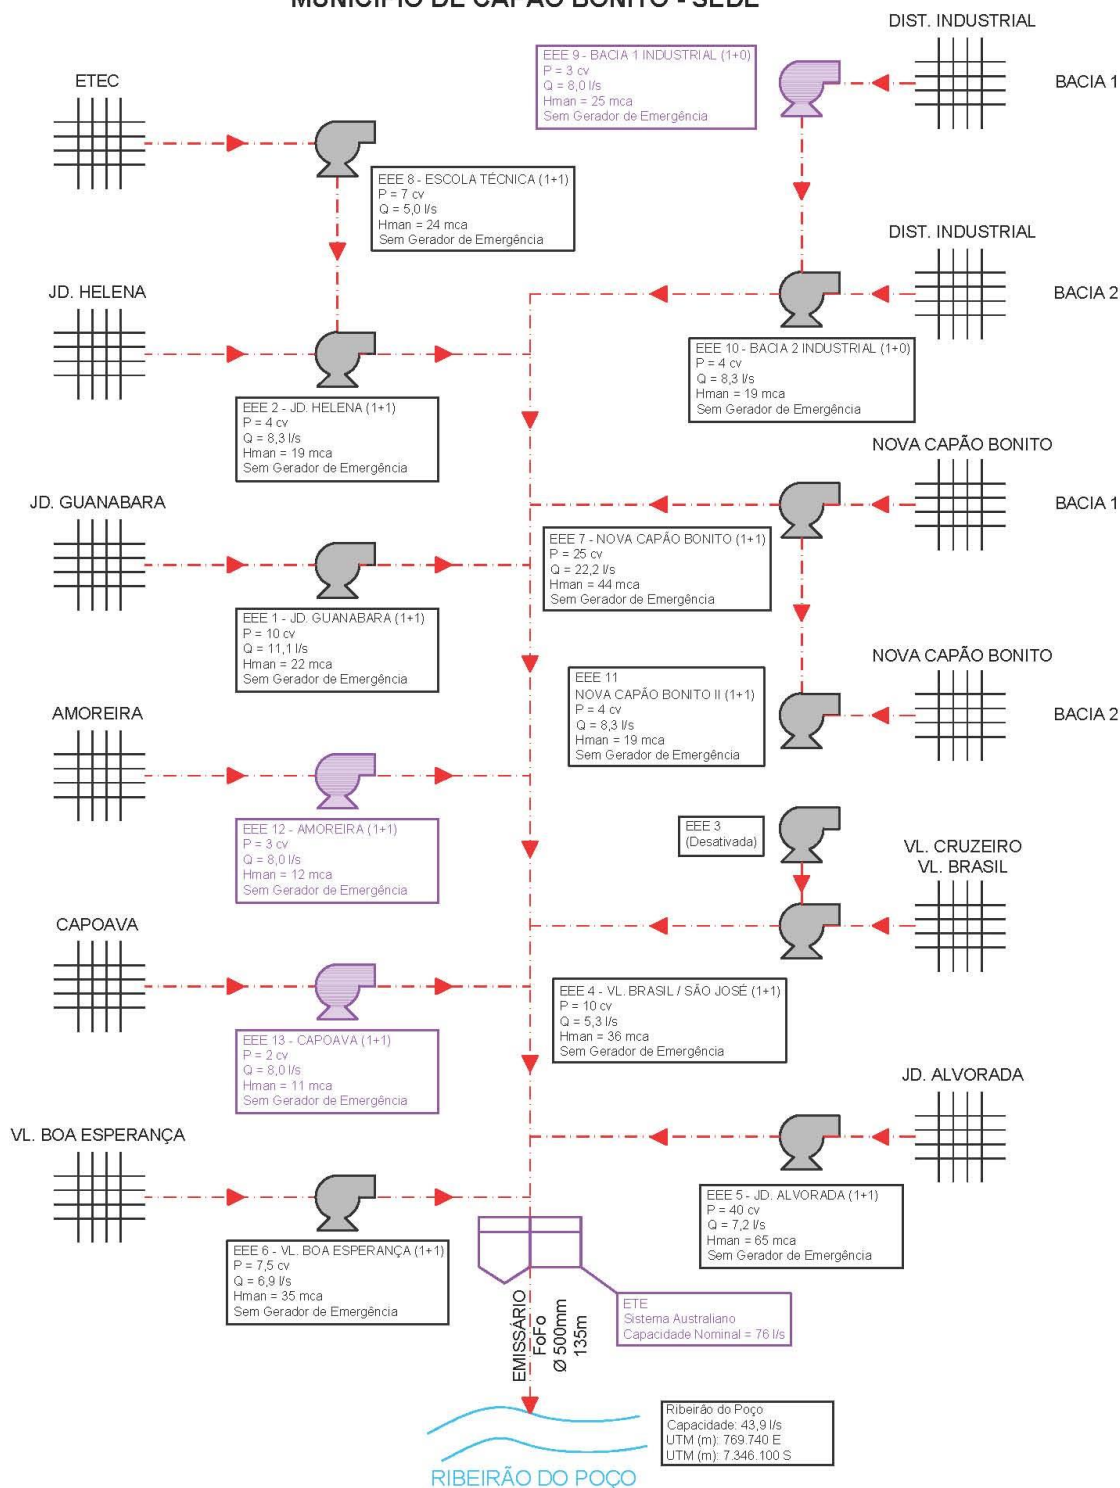 MUNICÍPIO DE CAPÃO BONITO - SEDE
DIST. INDUSTRIAL
BACIA 1
EEE 9 - BACIA 1 INDUSTRIAL (1+0)
P = 3 cv
Q = 8,0 l/s
Hman = 25 mca
Sem Gerador de Emergência
ETEC
EEE 8 - ESCOLA TÉCNICA (1+1)
P = 7 cv
Q = 5,0 l/s
Hman = 24 mca
Sem Gerador de Emergência
DIST. INDUSTRIAL
BACIA 2
JD. HELENA
EEE 10 - BACIA 2 INDUSTRIAL (1+0)
P = 4 cv
Q = 8,3 l/s
Hman = 19 mca
Sem Gerador de Emergência
EEE 2 - JD. HELENA (1+1)
P = 4 cv
Q = 8,3 l/s
Hman = 19 mca
Sem Gerador de Emergência
NOVA CAPÃO BONITO
BACIA 1
JD. GUANABARA
EEE 7 - NOVA CAPÃO BONITO (1+1)
P = 25 cv
Q = 22,2 l/s
Hman = 44 mca
Sem Gerador de Emergência
EEE 1 - JD. GUANABARA (1+1)
P = 10 cv
Q = 11,1 l/s
Hman = 22 mca
Sem Gerador de Emergência
NOVA CAPÃO BONITO
BACIA 2
EEE 11
NOVA CAPÃO BONITO II (1+1)
P = 4 cv
Q = 8,3 l/s
Hman = 19 mca
Sem Gerador de Emergência
AMOREIRA
EEE 12 - AMOREIRA (1+1)
P = 3 cv
Q = 8,0 l/s
Hman = 12 mca
Sem Gerador de Emergência
EEE 3
(Desativada)
VL. CRUZEIRO
VL. BRASIL
CAPOAVA
EEE 4 - VL. BRASIL / SÃO JOSÉ (1+1)
P = 10 cv
Q = 5,3 l/s
Hman = 36 mca
Sem Gerador de Emergência
EEE 13 - CAPOAVA (1+1)
P = 2 cv
Q = 8,0 l/s
Hman = 11 mca
Sem Gerador de Emergência
JD. ALVORADA
VL. BOA ESPERANÇA
EEE 5 - JD. ALVORADA (1+1)
P = 40 cv
Q = 7,2 l/s
Hman = 65 mca
Sem Gerador de Emergência
EEE 6 - VL. BOA ESPERANÇA (1+1)
P = 7,5 cv
Q = 6,9 l/s
Hman = 35 mca
Sem Gerador de Emergência
ETE
Sistema Australiano
Capacidade Nominal = 76 l/s
EMISSÁRIO
FoFo
Ø 500mm
135m
Ribeirão do Poço
Capacidade: 43,9 l/s
UTM (m): 769.740 E
UTM (m): 7.346.100 S
RIBEIRÃO DO POÇO